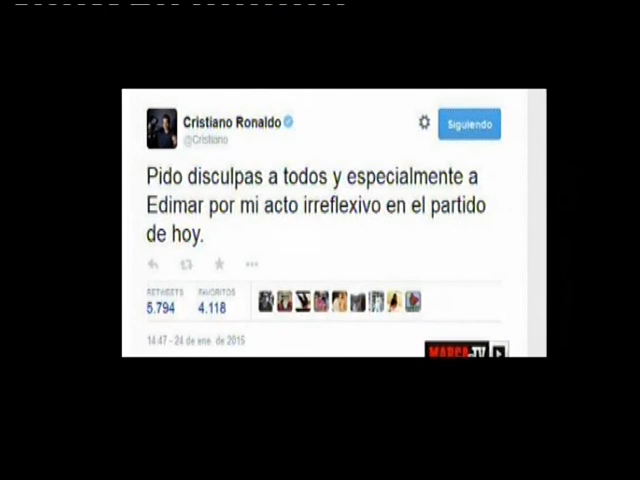 Cristiano Ronaldo
@Cristiano
Siguiendo
Pido disculpas a todos y especialmente a
Edimar por mi acto irreflexivo en el partido
de hoy.
RETWEETS FAVORITOS
5.794 4.118
14:47 - 24 de ene. de 2015
MARCA-TV